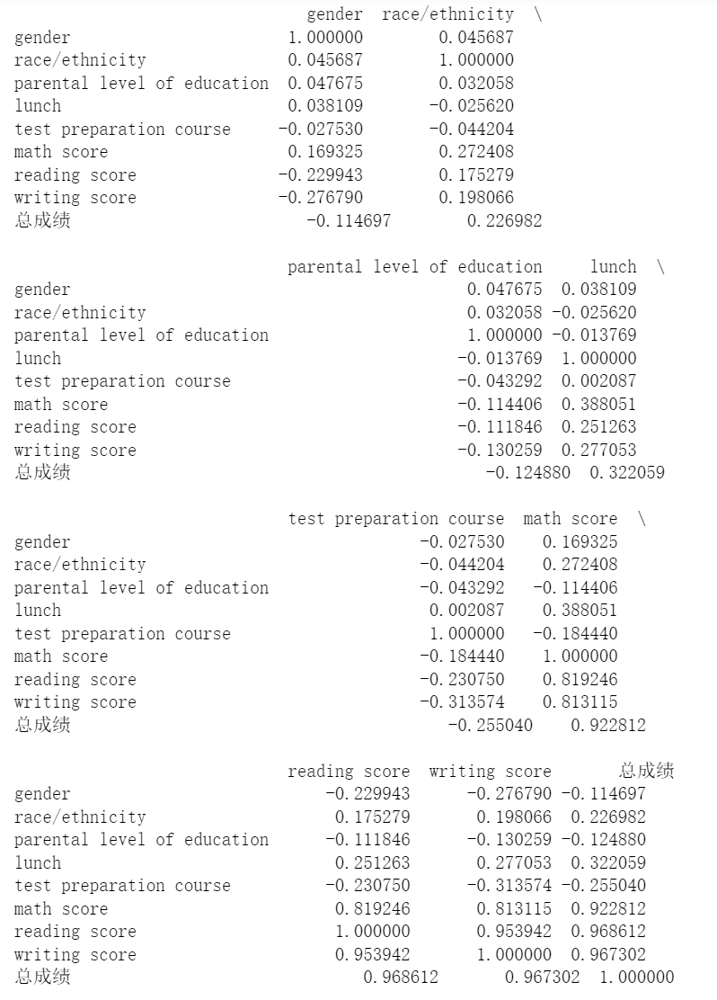 gender race/ethnicity \
gender 1.000000 0.045687
race/ethnicity 0.045687 1.000000
parental level of education 0.047675 0.032058
lunch 0.038109 -0.025620
test preparation course -0.027530 -0.044204
math score 0.169325 0.272408
reading score -0.229943 0.175279
writing score -0.276790 0.198066
总成绩 -0.114697 0.226982
parental level of education lunch \
gender 0.047675 0.038109
race/ethnicity 0.032058 -0.025620
parental level of education 1.000000 -0.013769
lunch -0.013769 1.000000
test preparation course -0.043292 0.002087
math score -0.114406 0.388051
reading score -0.111846 0.251263
writing score -0.130259 0.277053
总成绩 -0.124880 0.322059
test preparation course math score \
gender -0.027530 0.169325
race/ethnicity -0.044204 0.272408
parental level of education -0.043292 -0.114406
lunch 0.002087 0.388051
test preparation course 1.000000 -0.184440
math score -0.184440 1.000000
reading score -0.230750 0.819246
writing score -0.313574 0.813115
总成绩 -0.255040 0.922812
reading score writing score 总成绩
gender -0.229943 -0.276790 -0.114697
race/ethnicity 0.175279 0.198066 0.226982
parental level of education -0.111846 -0.130259 -0.124880
lunch 0.251263 0.277053 0.322059
test preparation course -0.230750 -0.313574 -0.255040
math score 0.819246 0.813115 0.922812
reading score 1.000000 0.953942 0.968612
writing score 0.953942 1.000000 0.967302
总成绩 0.968612 0.967302 1.000000